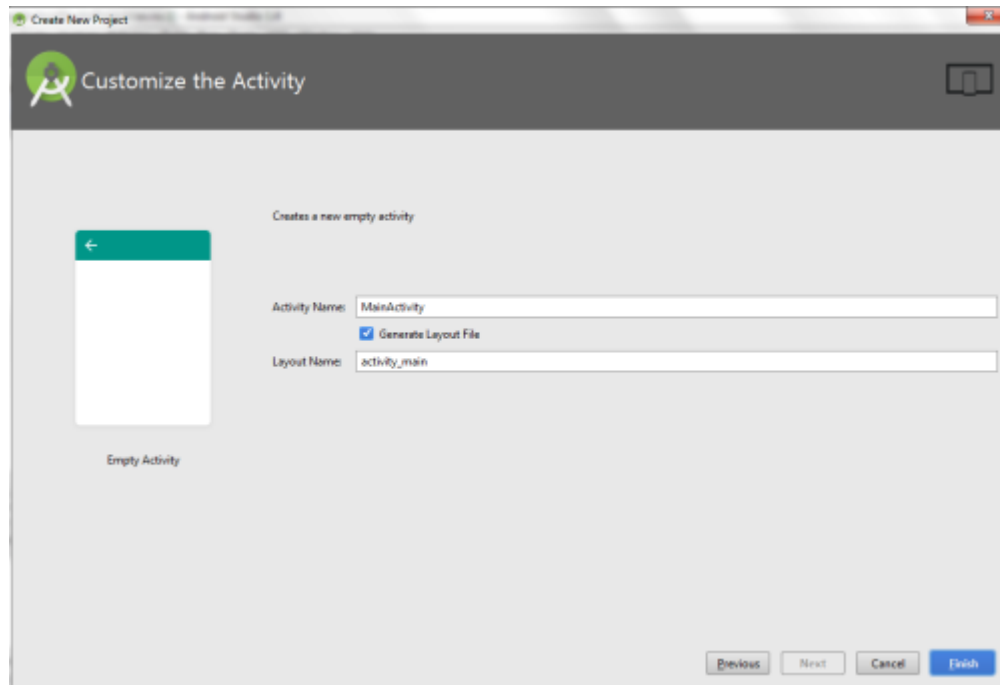 Create New Project
Customize the Activity
Creates a new empty activity
Activity Name: MainActivity
Generate Layout File
Layout Name: activity_main
Empty Activity
Previous Next Cancel Finish